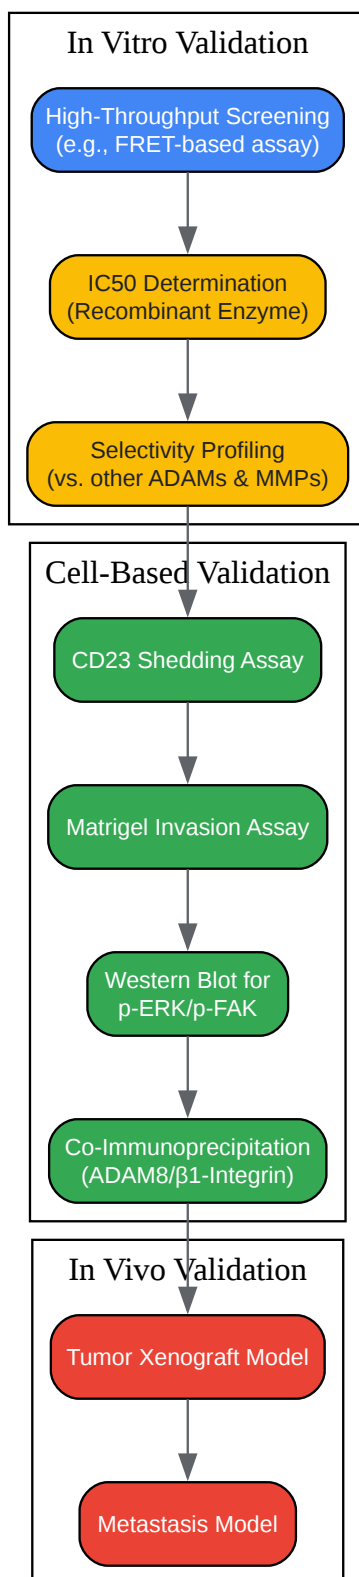 In Vitro Validation
High-Throughput Screening
(e.g., FRET-based assay)
IC50 Determination
(Recombinant Enzyme)
Selectivity Profiling
(vs. other ADAMs & MMPs)
Cell-Based Validation
CD23 Shedding Assay
Matrigel Invasion Assay
Western Blot for
p-ERK/p-FAK
Co-Immunoprecipitation
(ADAM8/β1-Integrin)
In Vivo Validation
Tumor Xenograft Model
Metastasis Model